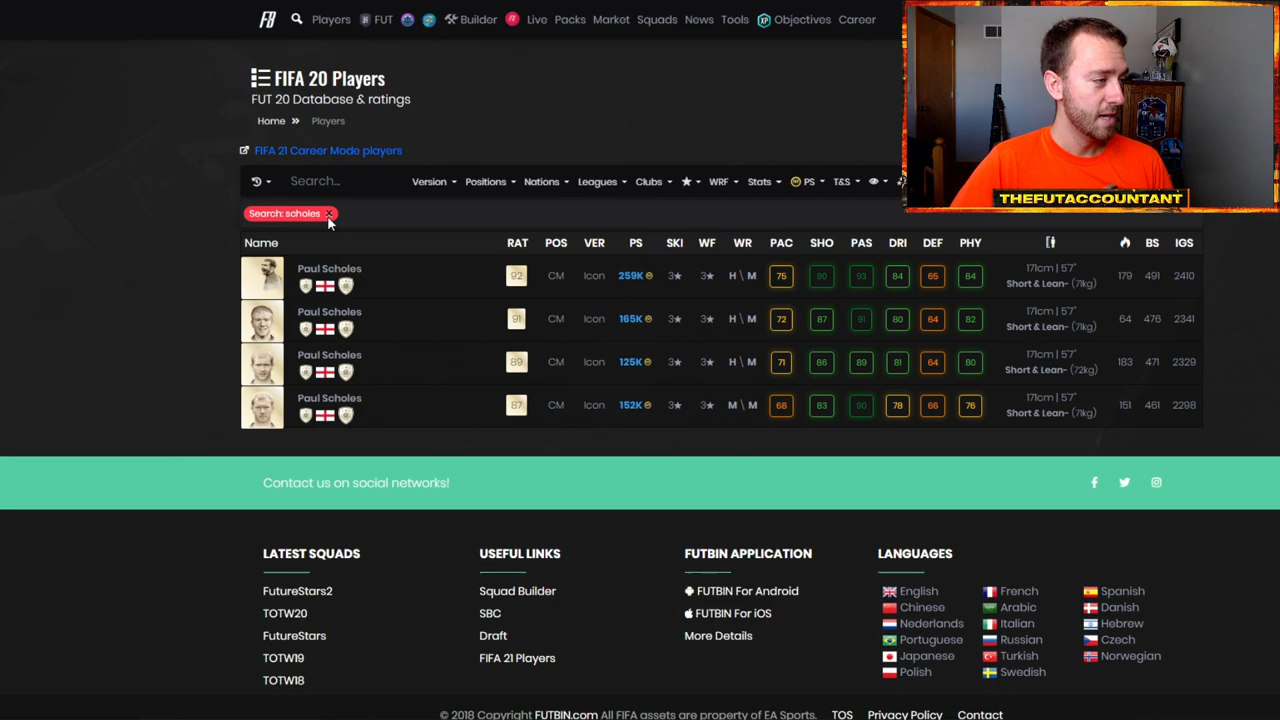 FB Players FUT Builder Live Packs Market Squads News Tools XP Objectives Career
FIFA 20 Players
FUT 20 Database & ratings
Home » Players
FIFA 21 Career Mode players
Search... Version Positions Nations Leagues Clubs WRF Stats PS T&S
THEFUTACCOUNTANT
Search: scholes ×
Name RAT POS VER PS SKI WF WR PAC SHO PAS DRI DEF PHY BS IGS
Paul Scholes 92 CM Icon 259K 3★ 3★ H \ M 75 90 93 84 65 84 171cm | 5'7" 179 491 2410
Short & Lean- (71kg)
Paul Scholes 91 CM Icon 165K 3★ 3★ H \ M 72 87 91 80 64 82 171cm | 5'7" 64 476 2341
Short & Lean- (71kg)
Paul Scholes 89 CM Icon 125K 3★ 3★ H \ M 71 86 89 81 64 80 171cm | 5'7" 183 471 2329
Short & Lean- (72kg)
Paul Scholes 87 CM Icon 152K 3★ 3★ M \ M 68 83 90 78 66 76 171cm | 5'7" 151 461 2298
Short & Lean- (71kg)
Contact us on social networks!
LATEST SQUADS USEFUL LINKS FUTBIN APPLICATION LANGUAGES
FutureStars2 Squad Builder FUTBIN For Android English French Spanish
TOTW20 SBC FUTBIN For iOS Chinese Arabic Danish
Nederlands Italian Hebrew
FutureStars Draft More Details Portuguese Russian Czech
TOTW19 FIFA 21 Players Japanese Turkish Norwegian
TOTW18 Polish Swedish
© 2018 Copyright FUTBIN.com All FIFA assets are property of EA Sports. TOS Privacy Policy Contact